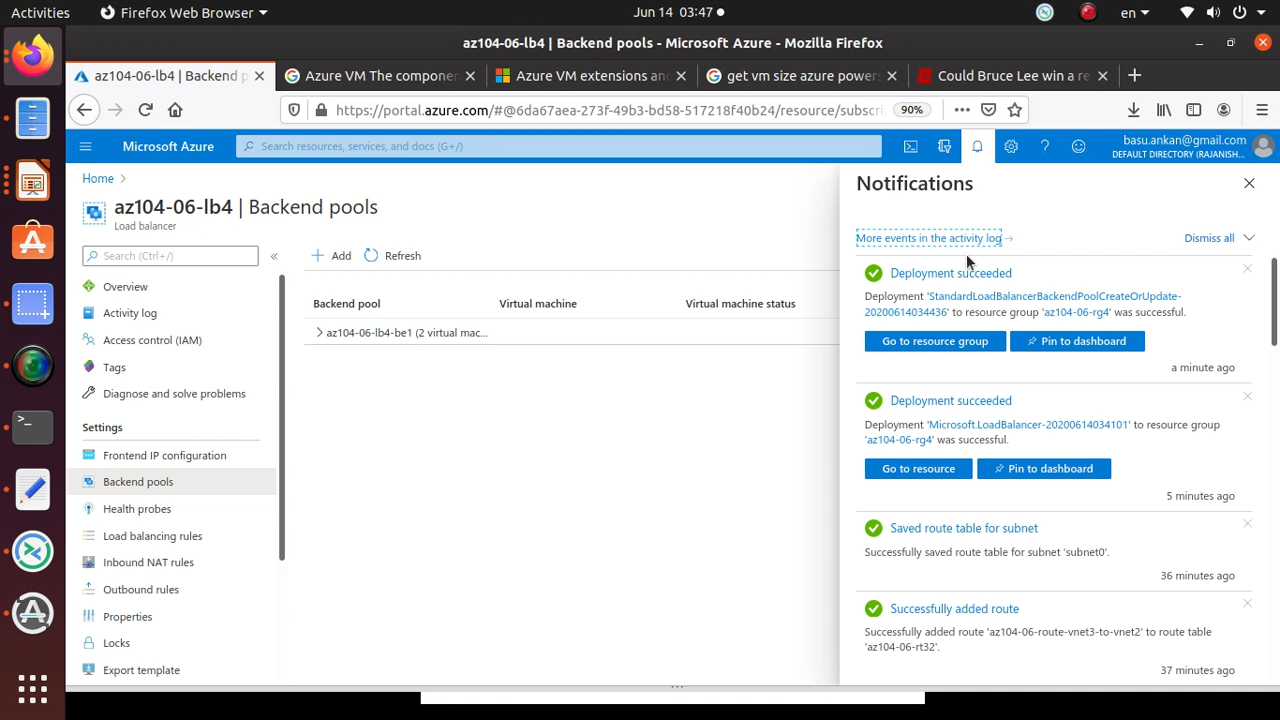 Activities
Firefox Web Browser
Jun 14 03:47
en
az104-06-lb4 | Backend pools - Microsoft Azure - Mozilla Firefox
az104-06-lb4 | Backend p
Azure VM The componen
Azure VM extensions and
get vm size azure powers
Could Bruce Lee win a re
https://portal.azure.com/#@6da67aea-273f-49b3-bd58-517218f40b24/resource/subscri
90%
Microsoft Azure
Search resources, services, and docs (G+/)
basu.ankan@gmail.com
DEFAULT DIRECTORY (RAJANISH...
Home
az104-06-lb4 | Backend pools
Load balancer
Search (Ctrl+/)
Overview
Activity log
Access control (IAM)
Tags
Diagnose and solve problems
Settings
Frontend IP configuration
Backend pools
Health probes
Load balancing rules
Inbound NAT rules
Outbound rules
Properties
Locks
Export template
Add
Refresh
Backend pool
Virtual machine
Virtual machine status
az104-06-lb4-be1 (2 virtual mac...
Notifications
More events in the activity log →
Dismiss all
Deployment succeeded
Deployment 'StandardLoadBalancerBackendPoolCreateOrUpdate-
20200614034436' to resource group 'az104-06-rg4' was successful.
Go to resource group
Pin to dashboard
a minute ago
Deployment succeeded
Deployment 'Microsoft.LoadBalancer-20200614034101' to resource group
'az104-06-rg4' was successful.
Go to resource
Pin to dashboard
5 minutes ago
Saved route table for subnet
Successfully saved route table for subnet 'subnet0'.
36 minutes ago
Successfully added route
Successfully added route 'az104-06-route-vnet3-to-vnet2' to route table
'az104-06-rt32'.
37 minutes ago